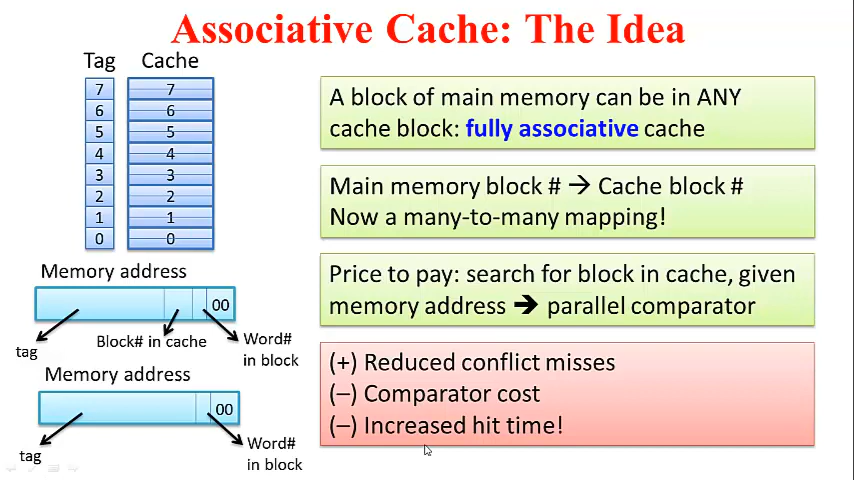 Associative Cache: The Idea
Tag Cache
7 7
6 6
5 5
4 4
3 3
2 2
1 1
0 0
Memory address
00
tag
Block# in cache
Word#
in block
Memory address
00
tag
Word#
in block
A block of main memory can be in ANY
cache block: fully associative cache
Main memory block # → Cache block #
Now a many-to-many mapping!
Price to pay: search for block in cache, given
memory address ➔ parallel comparator
(+) Reduced conflict misses
(–) Comparator cost
(–) Increased hit time!